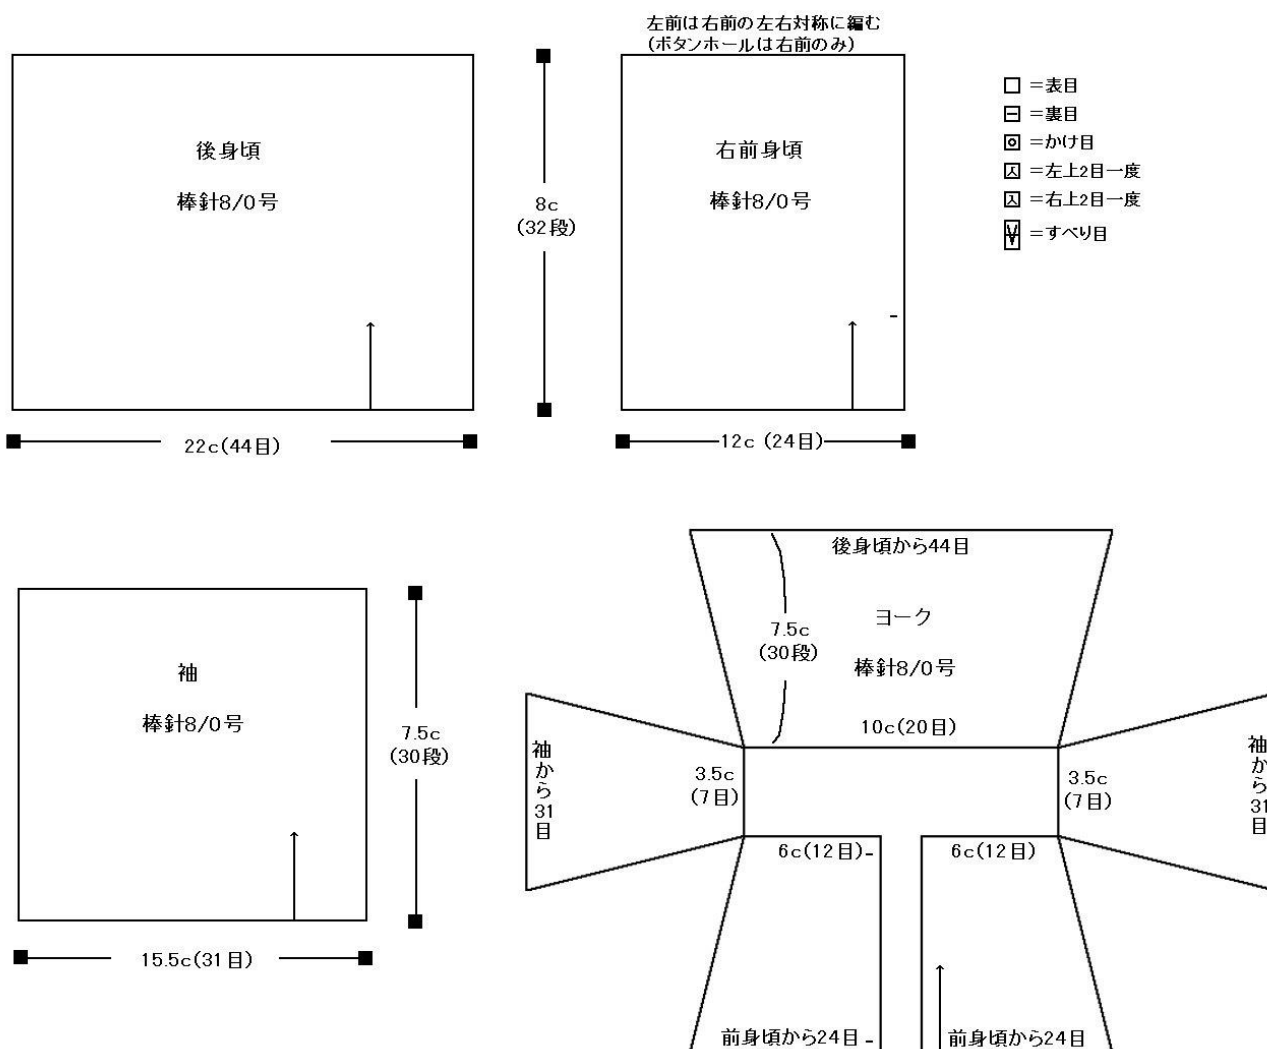 左前は右前の左右対称に編む
(ボタンホールは右前のみ)
後身頃
棒針8/0号
8c
(32段)
右前身頃
棒針8/0号
=表目
=裏目
=かけ目
=左上2目一度
=右上2目一度
=すべり目
22c(44目)
12c (24目)
袖
棒針8/0号
7.5c
(30段)
15.5c(31目)
後身頃から44目
ヨーク
7.5c
(30段)
棒針8/0号
10c(20目)
袖から31目
3.5c
(7目)
3.5c
(7目)
袖から31目
6c(12目)
6c(12目)
前身頃から24目
前身頃から24目